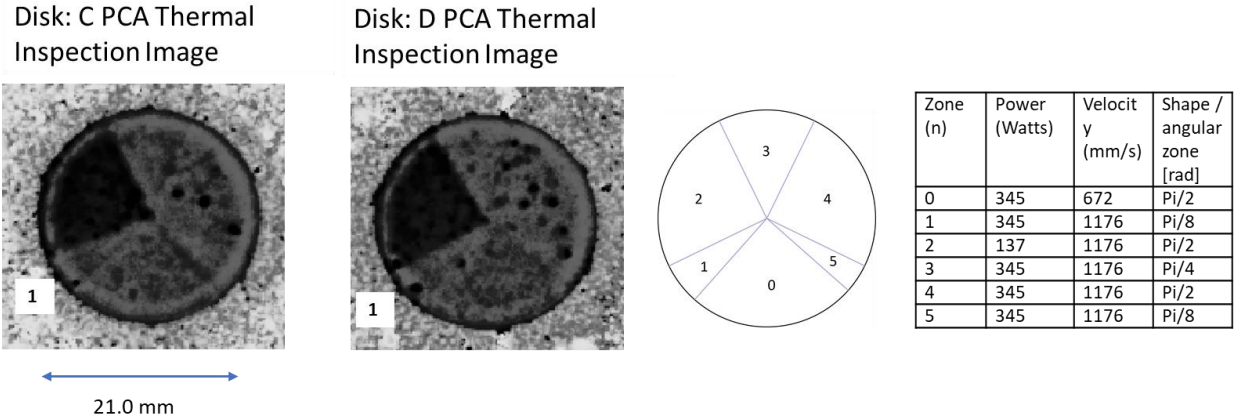 Disk: C PCA Thermal
Inspection Image
Disk: D PCA Thermal
Inspection Image
1
1
21.0 mm
3
2
4
1
5
0
Zone (n) Power (Watts) Velocit y (mm/s) Shape / angular zone [rad]
0 345 672 Pi/2
1 345 1176 Pi/8
2 137 1176 Pi/2
3 345 1176 Pi/4
4 345 1176 Pi/2
5 345 1176 Pi/8